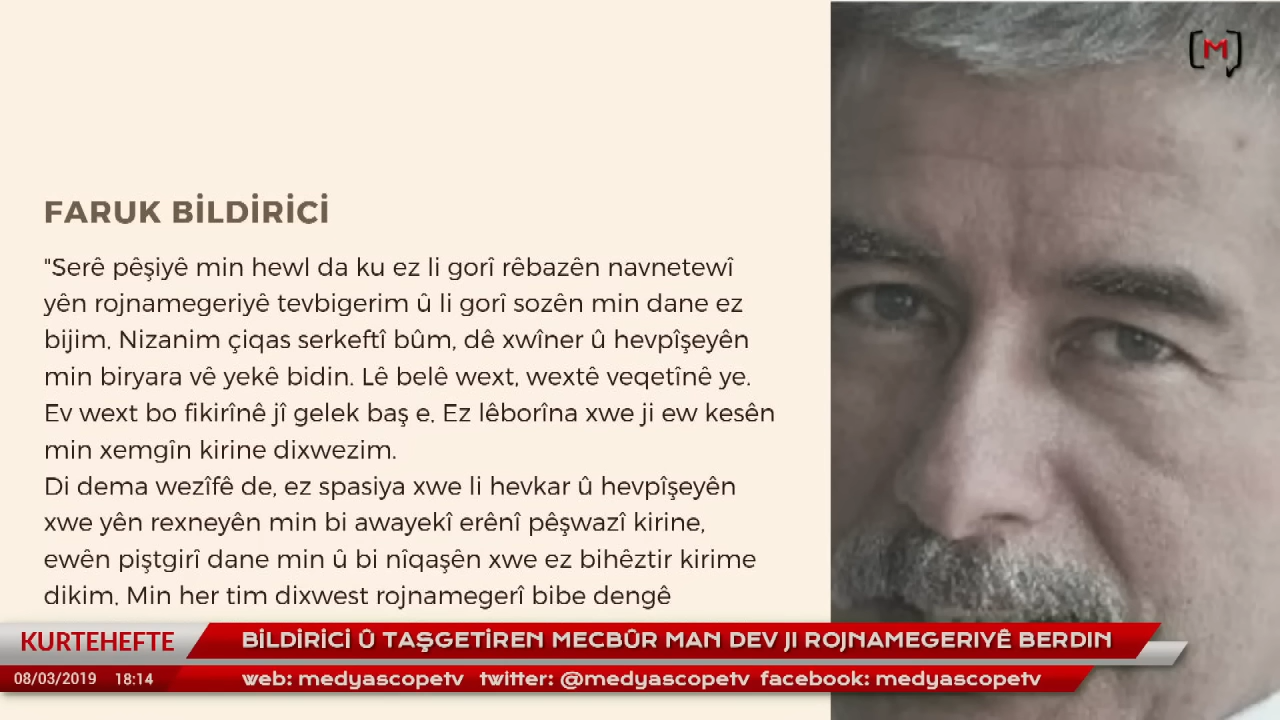 FARUK BİLDİRİCİ
"Serê pêşiyê min hewl da ku ez li gorî rêbazên navnetewî
yên rojnamegeriyê tevbigerim û li gorî sozên min dane ez
bijim. Nizanim çiqas serkeftî bûm, dê xwîner û hevpîşeyên
min biryara vê yekê bidin. Lê belê wext, wextê veqetînê ye.
Ev wext bo fikirînê jî gelek baş e. Ez lêborîna xwe ji ew kesên
min xemgîn kirine dixwezim.
Di dema wezîfê de, ez spasiya xwe li hevkar û hevpîşeyên
xwe yên rexneyên min bi awayekî erênî pêşwazî kirine,
ewên piştgirî dane min û bi nîqaşên xwe ez bihêztir kirime
dikim. Min her tim dixwest rojnamegerî bibe dengê
KURTEHEFTE
BİLDİRİCİ Û TAŞGETİREN MECBÛR MAN DEV JI ROJNAMEGERIYÊ BERDIN
08/03/2019 18:14
web: medyascopetv twitter: @medyascopetv facebook: medyascopetv
[M]